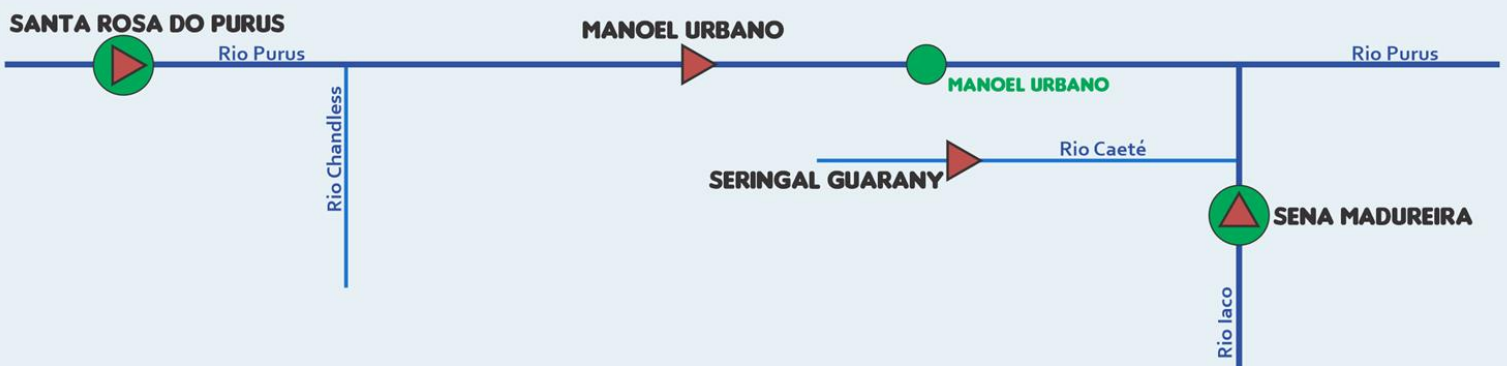 SANTA ROSA DO PURUS
MANOEL URBANO
Rio Purus
Rio Purus
MANOEL URBANO
Rio Chandless
Rio Caeté
SERINGAL GUARANY
SENA MADUREIRA
Rio Iaco